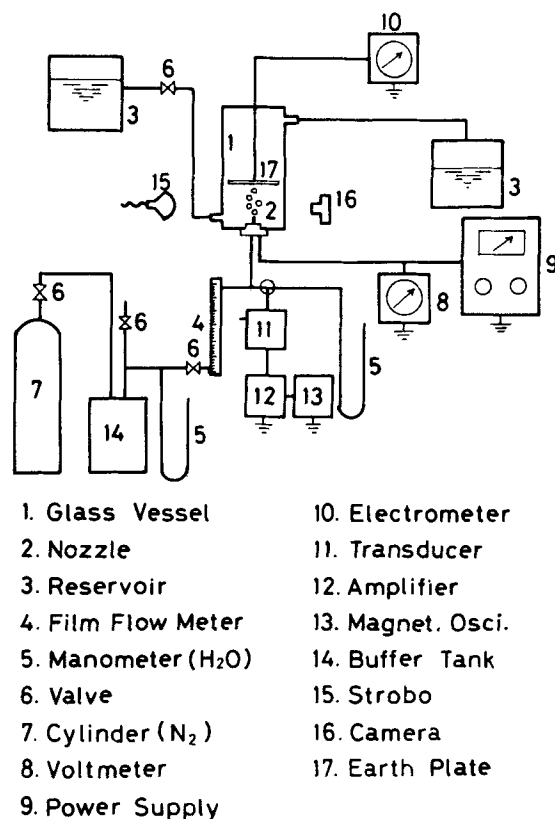 10
6
3
1
17
15
2
16
3
9
6
6
4
8
11
6
5
7
14
12
13
5
1. Glass Vessel
2. Nozzle
3. Reservoir
4. Film Flow Meter
5. Manometer (H₂O)
6. Valve
7. Cylinder (N₂)
8. Voltmeter
9. Power Supply
10. Electrometer
11. Transducer
12. Amplifier
13. Magnet. Osci.
14. Buffer Tank
15. Strobo
16. Camera
17. Earth Plate